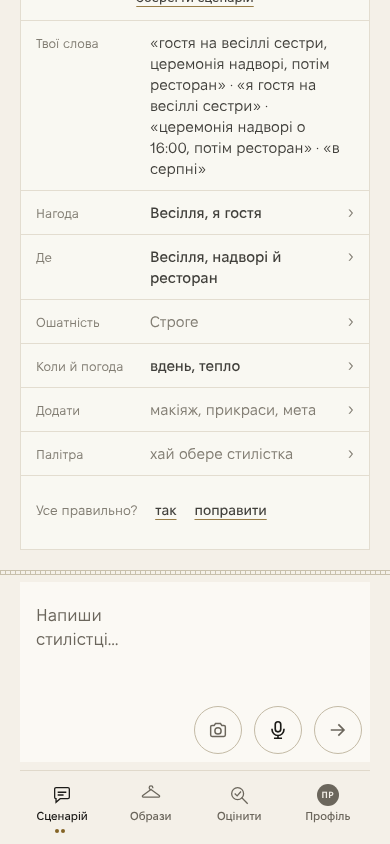 Зберегти сценарій
Твої слова
«гостя на весіллі сестри,
церемонія надворі, потім
ресторан» · «я гостя на
весіллі сестри» ·
«церемонія надворі о
16:00, потім ресторан» · «в
серпні»
Нагода
Весілля, я гостя
Де
Весілля, надворі й
ресторан
Ошатність
Строге
Коли й погода
вдень, тепло
Додати
макіяж, прикраси, мета
Палітра
хай обере стилістка
Усе правильно? так поправити
Напиши
стилістці...
Сценарій
Образи
Оцінити
ПР
Профіль